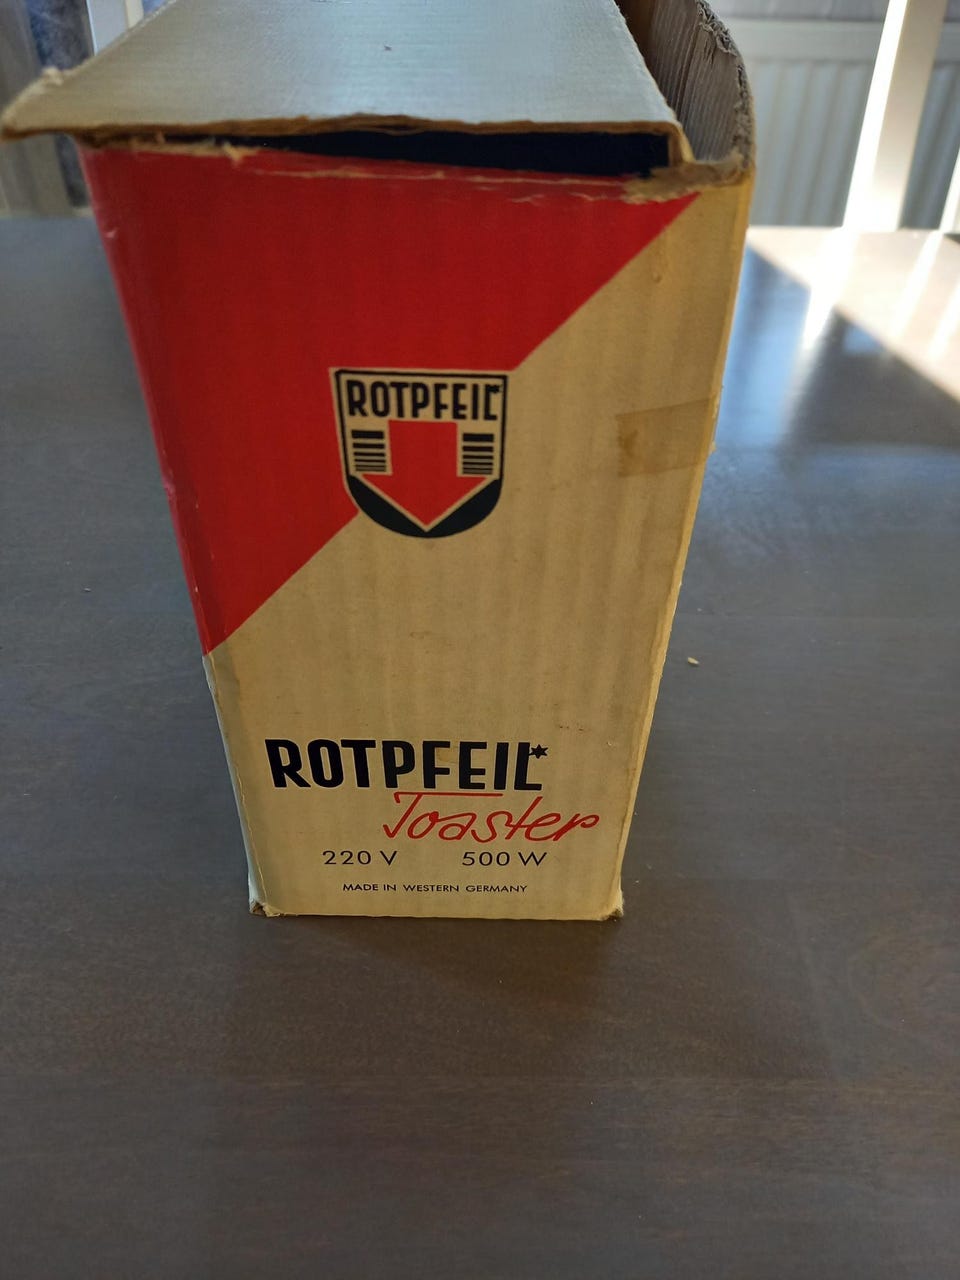 ROTPFEIL*
ROTPFEIL*
Toaster
220 V 500 W
MADE IN WESTERN GERMANY